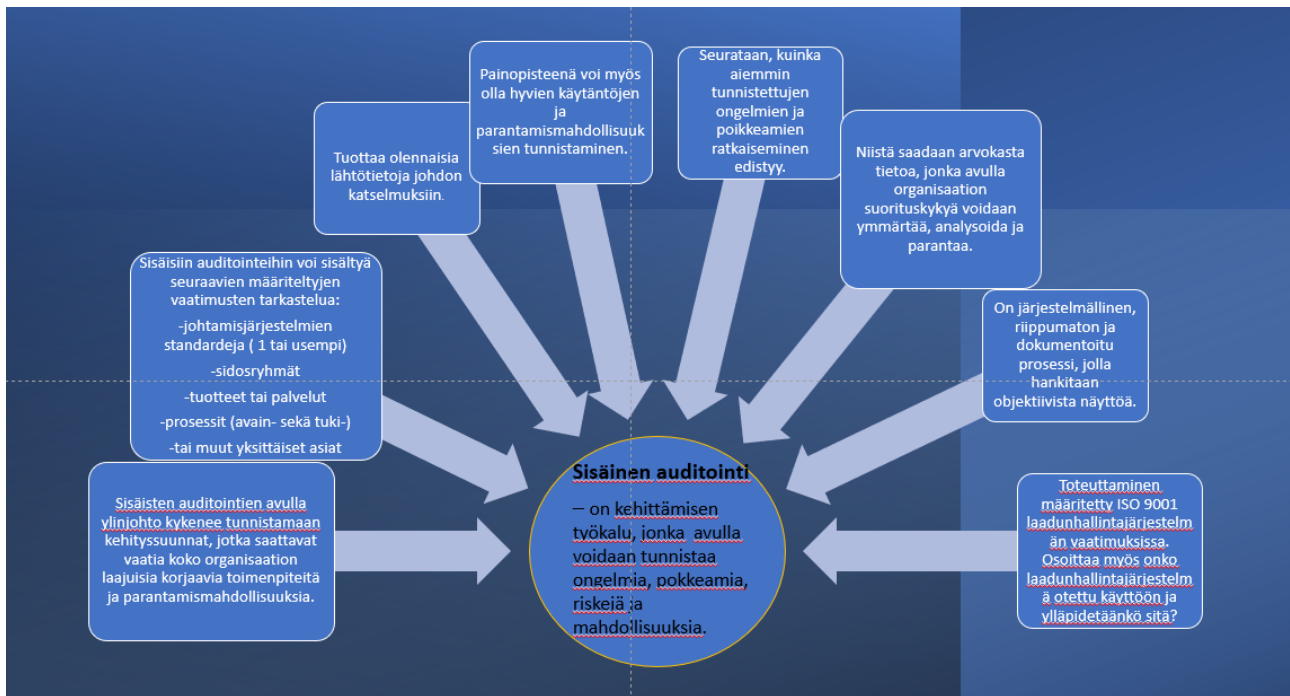 Sisäisten auditointien avulla
ylinjohto kykenee tunnistamaan
kehityssuunnat, jotka saattavat
vaatia koko organisaation
laajuisia korjaavia toimenpiteitä
ja parantamismahdollisuuksia.
Sisäisiin auditointeihin voi sisältyä
seuraavien määriteltyjen
vaatimusten tarkastelua:
-johtamisjärjestelmien
standardeja ( 1 tai usempi)
-sidosryhmät
-tuotteet tai palvelut
-prosessit (avain- sekä tuki-)
-tai muut yksittäiset asiat
Tuottaa olennaisia
lähtötietoja johdon
katselmuksiin.
Painopisteenä voi myös
olla hyvien käytäntöjen
ja
parantamismahdollisuuk
sien tunnistaminen.
Seurataan, kuinka
aiemmin
tunnistettujen
ongelmien ja
poikkeamien
ratkaiseminen
edistyy.
Niistä saadaan arvokasta
tietoa, jonka avulla
organisaation
suorituskykyä voidaan
ymmärtää, analysoida ja
parantaa.
On järjestelmällinen,
riippumaton ja
dokumentoitu
prosessi, jolla
hankitaan
objektiivista näyttöä.
Toteuttaminen
määritetty ISO 9001
laadunhallintajärjestelm
än vaatimuksissa.
Osoittaa myös onko
laadunhallintajärjestelm
ä otettu käyttöön ja
ylläpidetäänkö sitä?
Sisäinen auditointi
– on kehittämisen
työkalu, jonka avulla
voidaan tunnistaa
ongelmia, pokkeamia,
riskejä ja
mahdollisuuksia.